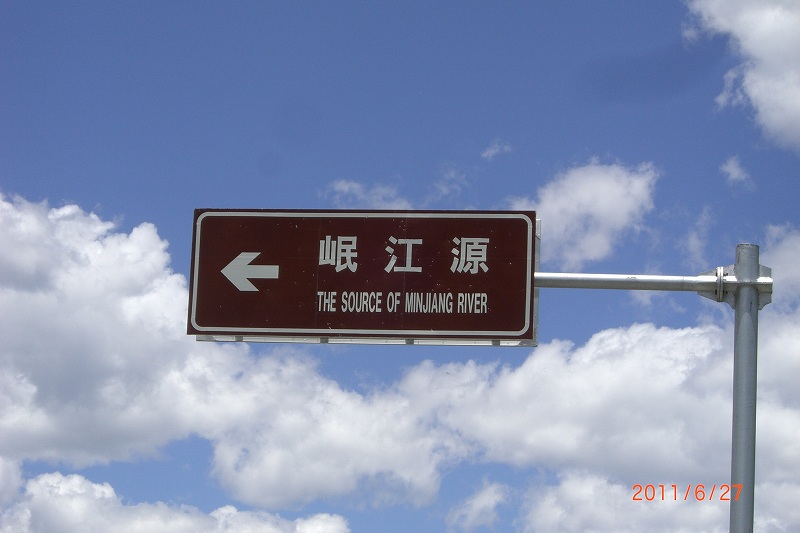 岷江源
THE SOURCE OF MINJIANG RIVER
2011/6/27